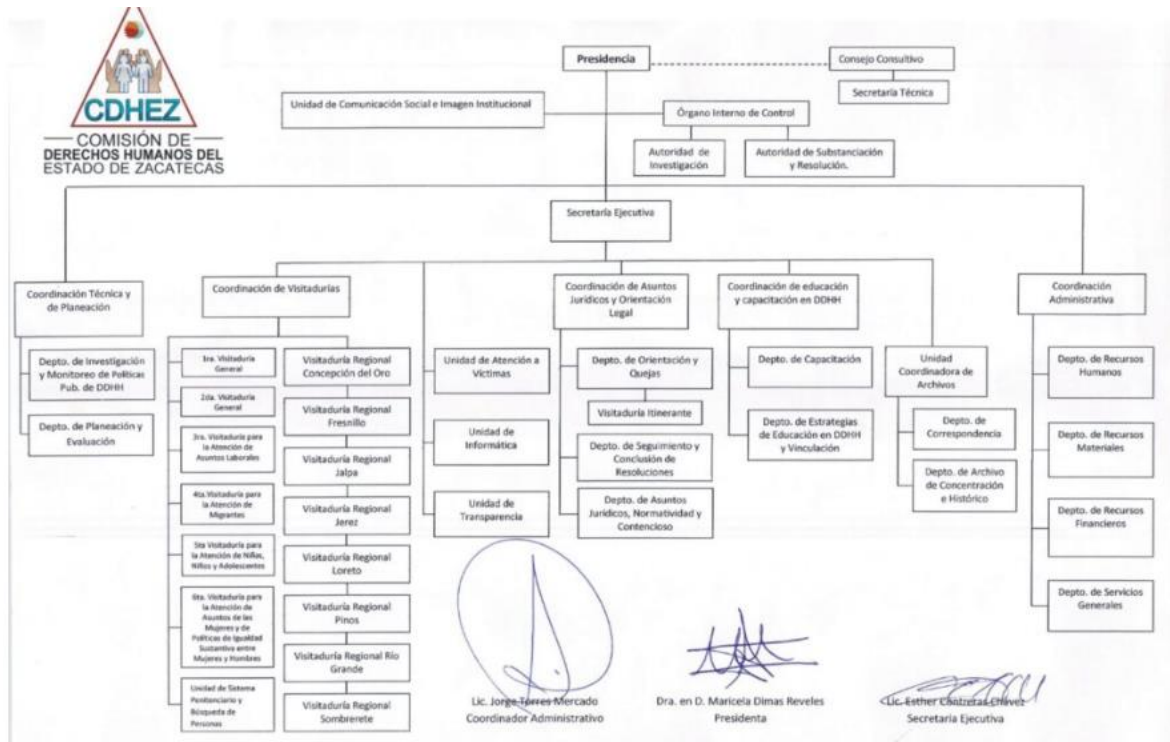 CDHEZ
COMISIÓN DE
DERECHOS HUMANOS DEL
ESTADO DE ZACATECAS
Presidencia
Consejo Consultivo
Secretaría Técnica
Unidad de Comunicación Social e Imagen Institucional
Órgano Interno de Control
Autoridad de
Investigación
Autoridad de Substanciación
y Resolución.
Secretaría Ejecutiva
Coordinación Técnica y
de Planeación
Depto. de Investigación
y Monitoreo de Políticas
Pub. de DDHH
Depto. de Planeación y
Evaluación
Coordinación de Visitadurías
1ra. Visitaduría
General
2da. Visitaduría
General
3ra. Visitaduría para
la Atención de
Asuntos Laborales
4ta. Visitaduría para
la Atención de
Migrantes
5ta Visitaduría para
la Atención de Niñas,
Niños y Adolescentes
6ta. Visitaduría para
la Atención de
Asuntos de las
Mujeres y de
Políticas de Igualdad
Sustantiva entre
Mujeres y Hombres
Unidad de Sistema
Penitenciario y
Búsqueda de
Personas
Visitaduría Regional
Concepción del Oro
Visitaduría Regional
Fresnillo
Visitaduría Regional
Jalpa
Visitaduría Regional
Jerez
Visitaduría Regional
Loreto
Visitaduría Regional
Pinos
Visitaduría Regional Río
Grande
Visitaduría Regional
Sombrerete
Unidad de Atención a
Víctimas
Unidad de
Informática
Unidad de
Transparencia
Coordinación de Asuntos
Jurídicos y Orientación
Legal
Depto. de Orientación y
Quejas
Visitaduría Itinerante
Depto. de Seguimiento y
Conclusión de
Resoluciones
Depto. de Asuntos
Jurídicos, Normatividad y
Contencioso
Coordinación de educación
y capacitación en DDHH
Depto. de Capacitación
Depto. de Estrategias
de Educación en DDHH
y Vinculación
Unidad
Coordinadora de
Archivos
Depto. de
Correspondencia
Depto. de Archivo
de Concentración
e Histórico
Coordinación
Administrativa
Depto. de Recursos
Humanos
Depto. de Recursos
Materiales
Depto. de Recursos
Financieros
Depto. de Servicios
Generales
Lic. Jorge Torres Mercado
Coordinador Administrativo
Dra. en D. Maricela Dimas Reveles
Presidenta
Lic. Esther Contreras Chávez
Secretaria Ejecutiva